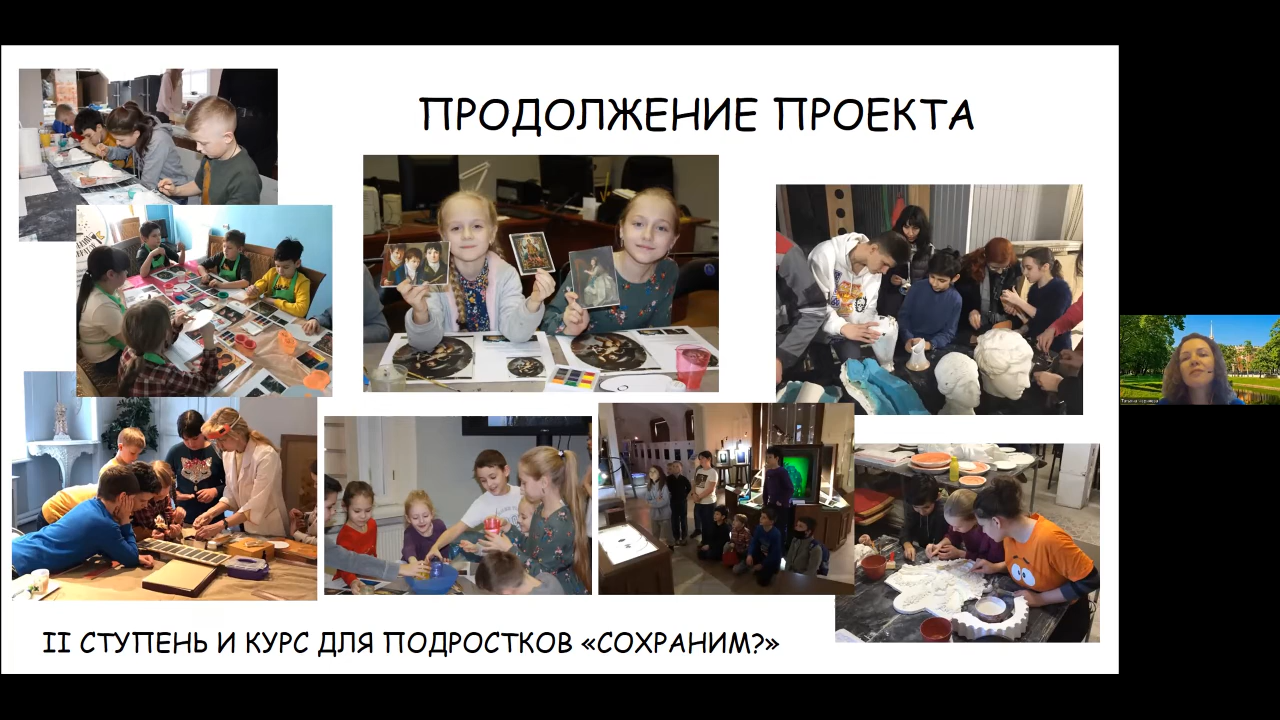 ПРОДОЛЖЕНИЕ ПРОЕКТА
II СТУПЕНЬ И КУРС ДЛЯ ПОДРОСТКОВ «СОХРАНИМ?»